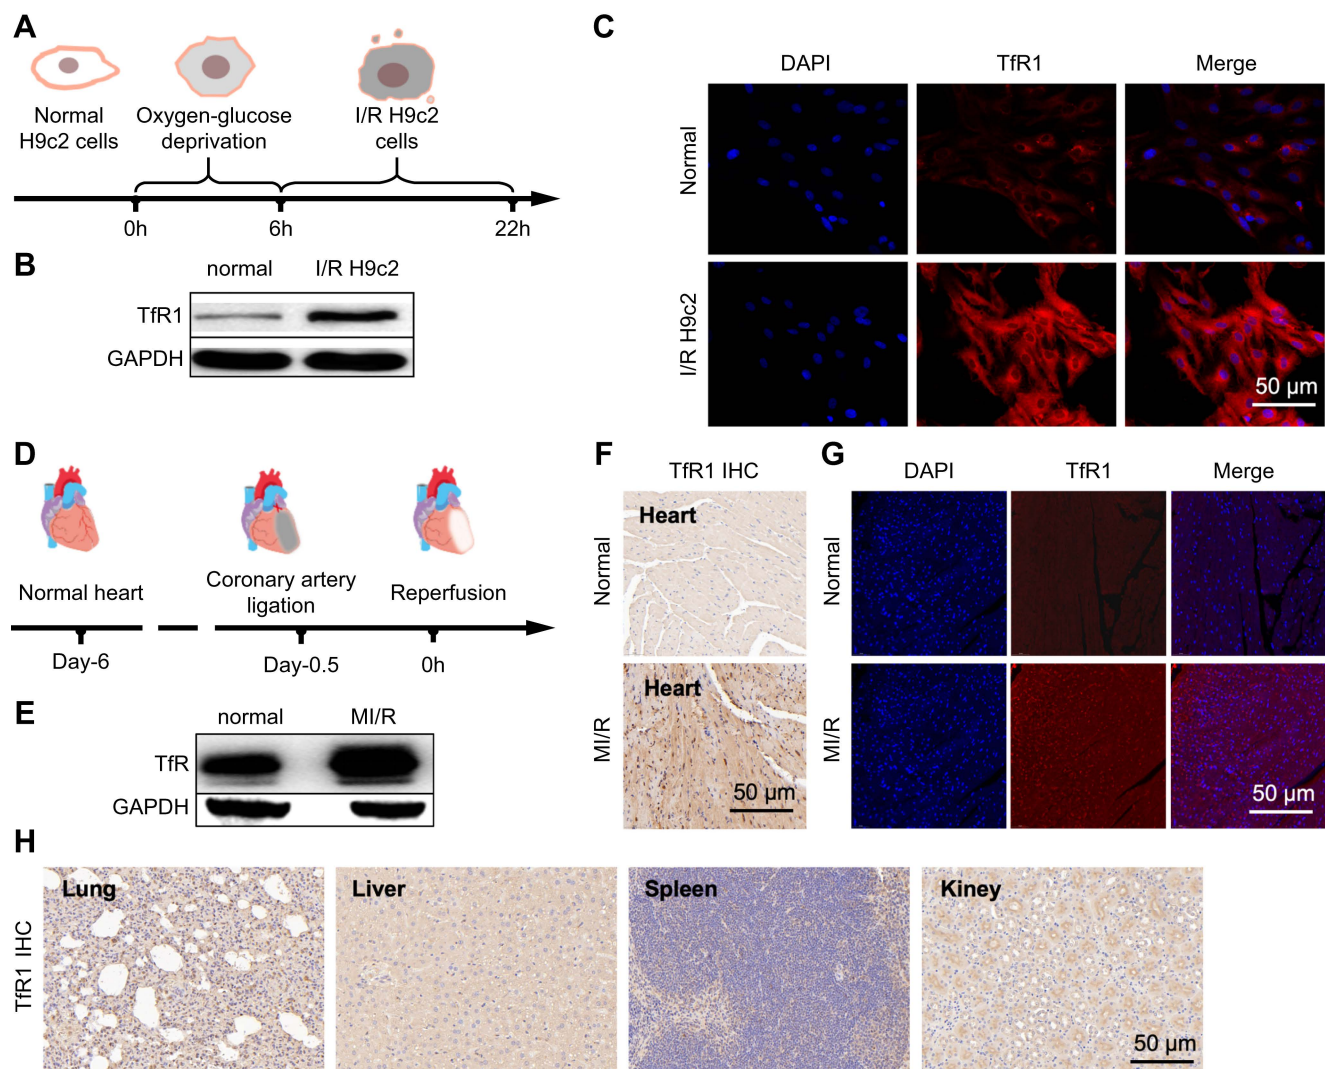 A
Normal
H9c2 cells
Oxygen-glucose
deprivation
I/R H9c2
cells
0h
6h
22h
B
normal
I/R H9c2
TfR1
GAPDH
C
DAPI
TfR1
Merge
Normal
I/R H9c2
50 µm
D
Normal heart
Coronary artery
ligation
Reperfusion
Day-6
Day-0.5
0h
E
normal
MI/R
TfR
GAPDH
F
TfR1 IHC
Normal
Heart
MI/R
Heart
50 µm
G
DAPI
TfR1
Merge
Normal
MI/R
50 µm
H
TfR1 IHC
Lung
Liver
Spleen
Kiney
50 µm